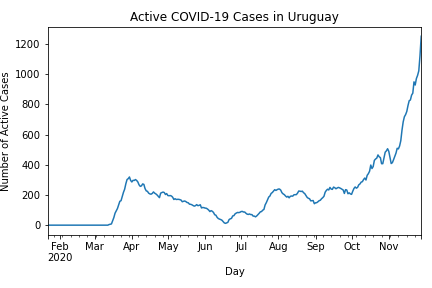 Active COVID-19 Cases in Uruguay
Number of Active Cases
1200
1000
800
600
400
200
0
Feb Mar Apr May Jun Jul Aug Sep Oct Nov
2020
Day